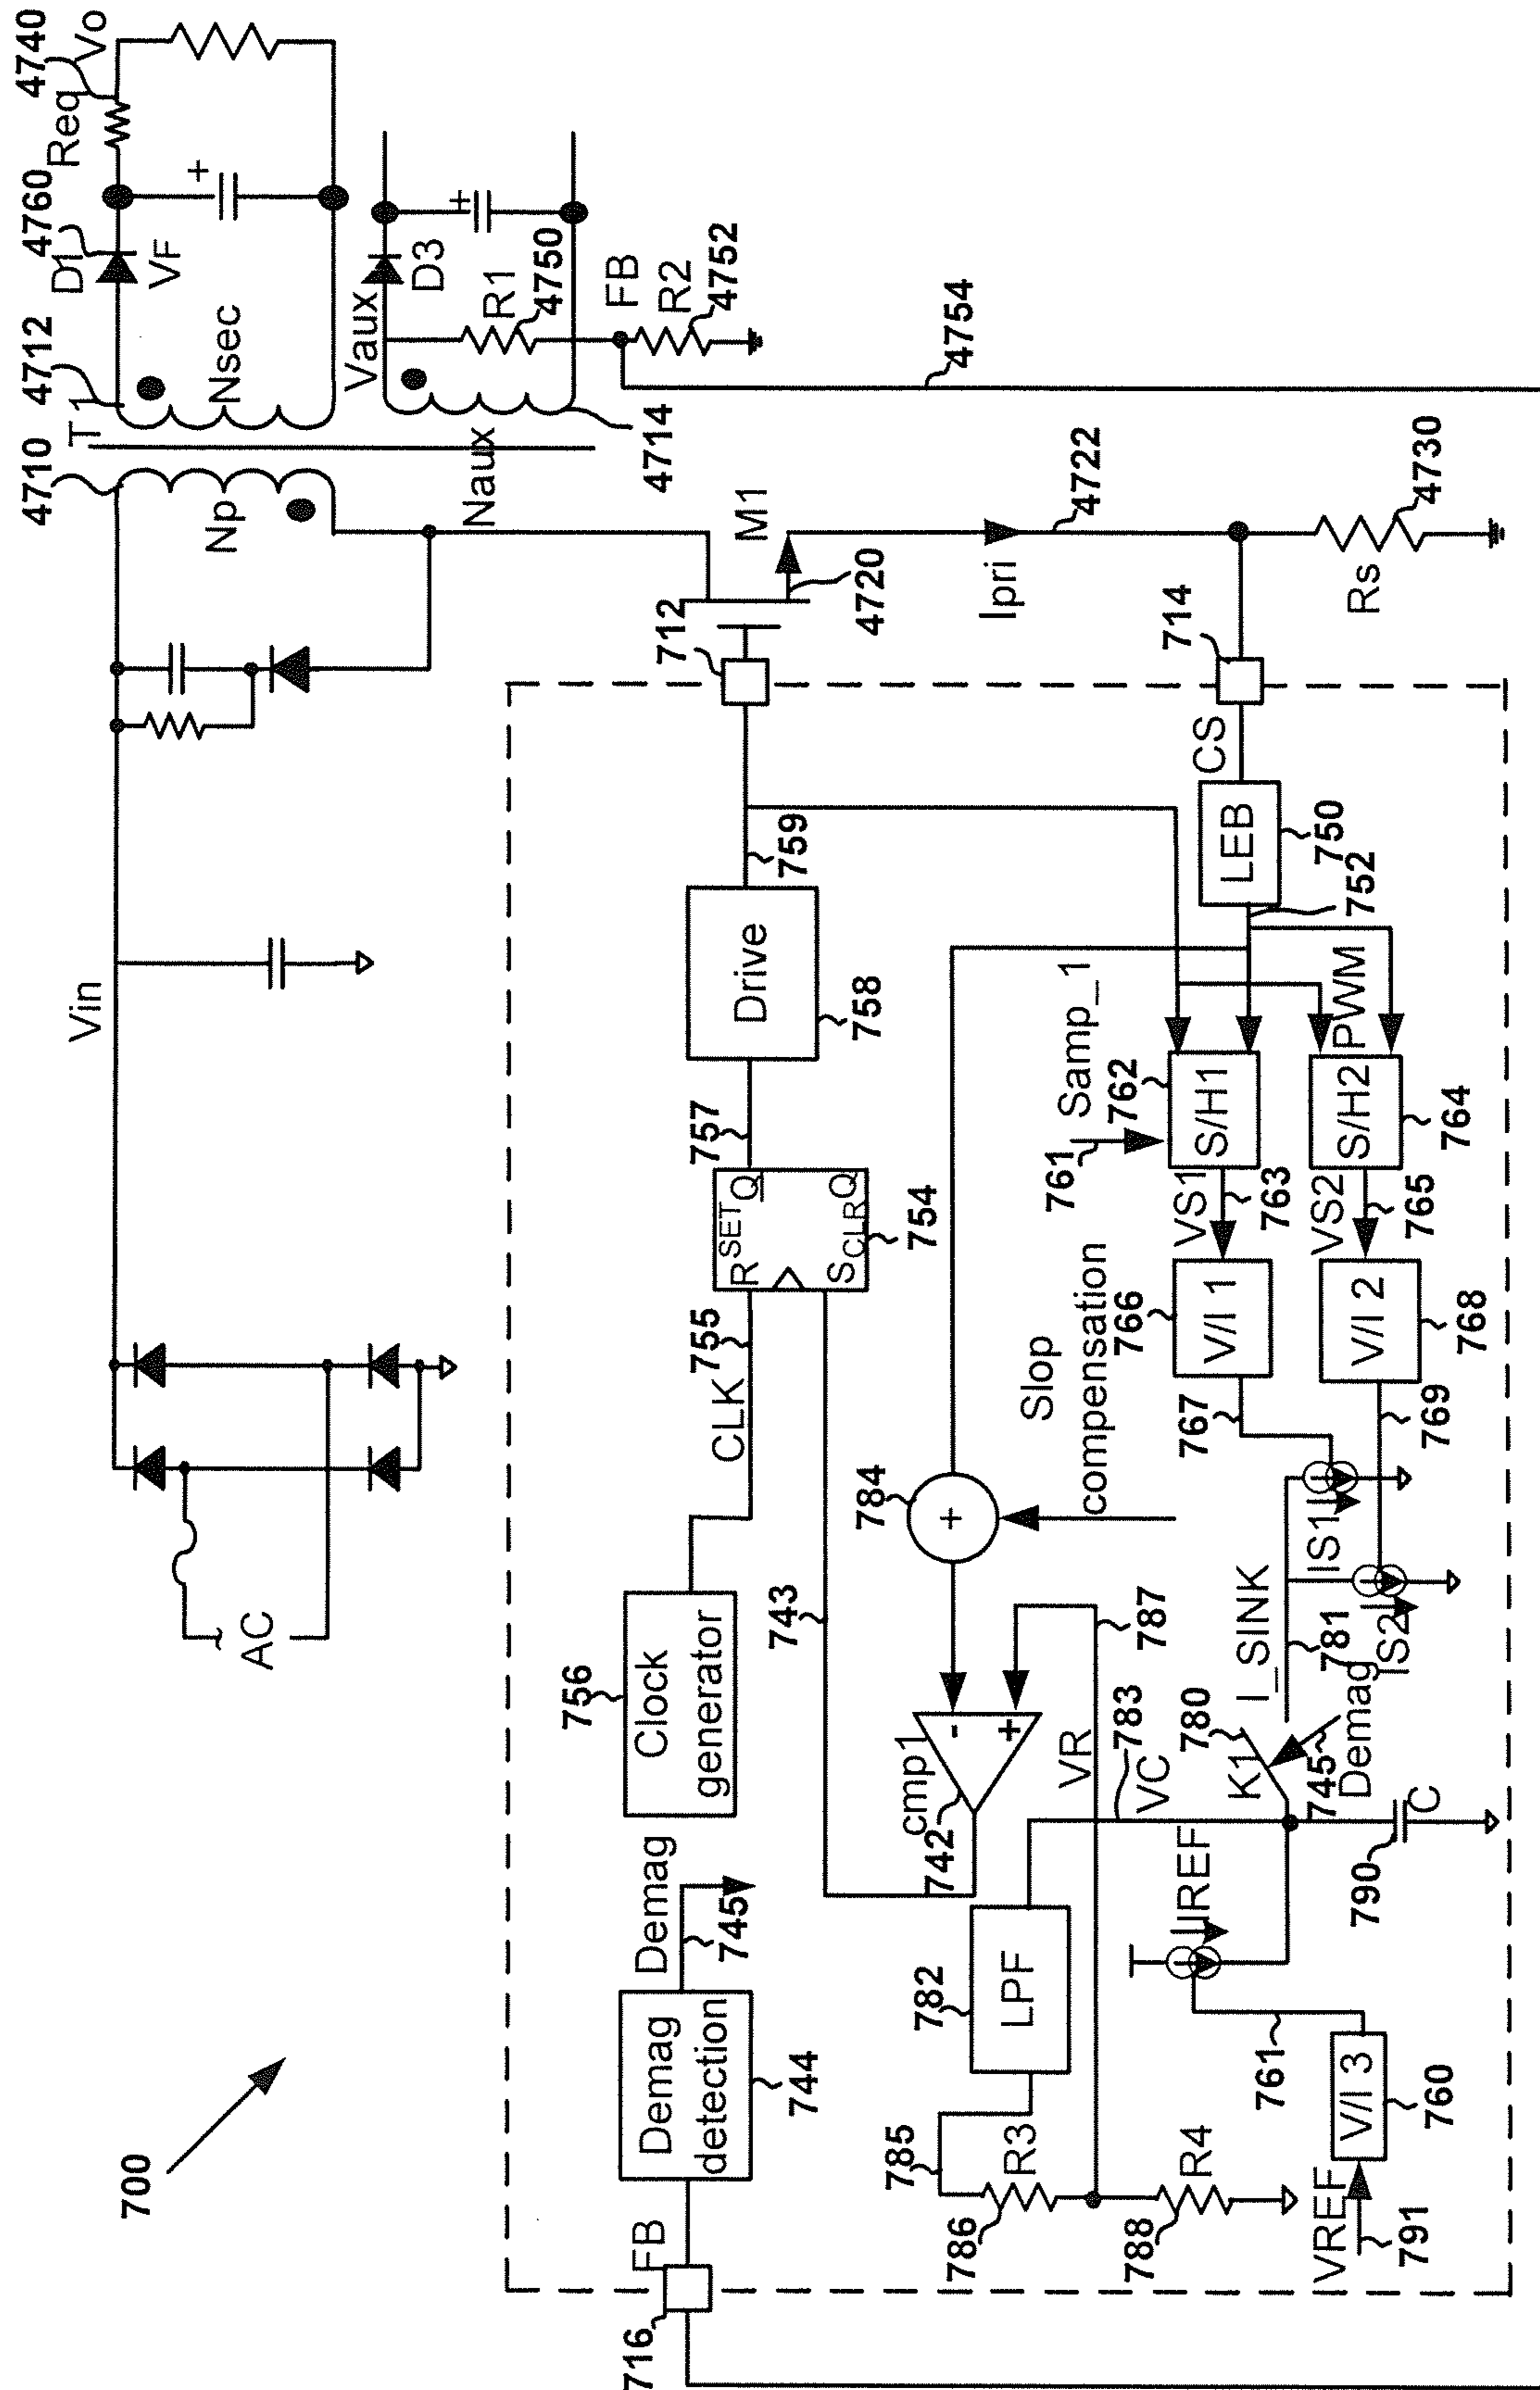 700
AC
Vin
4710
T 1
4712
Np
Nsec
D1
4760
VF
Req
4740
Vo
Vaux
D3
R1
4750
FB
R2
4752
4754
Naux
4714
M1
4720
Ipri
4722
Rs
4730
712
714
716
FB
Demag
detection
744
Demag
745
756
Clock
generator
CLK
755
R
SET
Q
S
CLR
Q
754
757
Drive
758
759
743
cmp1
742
-
+
784
+
Slop
compensation
787
VR
785
782
LPF
786
R3
788
R4
783
VC
CS
LEB
750
752
PWM
Samp_1
761
762
S/H1
S/H2
764
VS1
763
VS2
765
766
V/I 1
V/I 2
768
767
769
IS1
IS2
I_SINK
781
780
K1
745
Demag
790
C
IREF
761
V/I 3
760
VREF
791